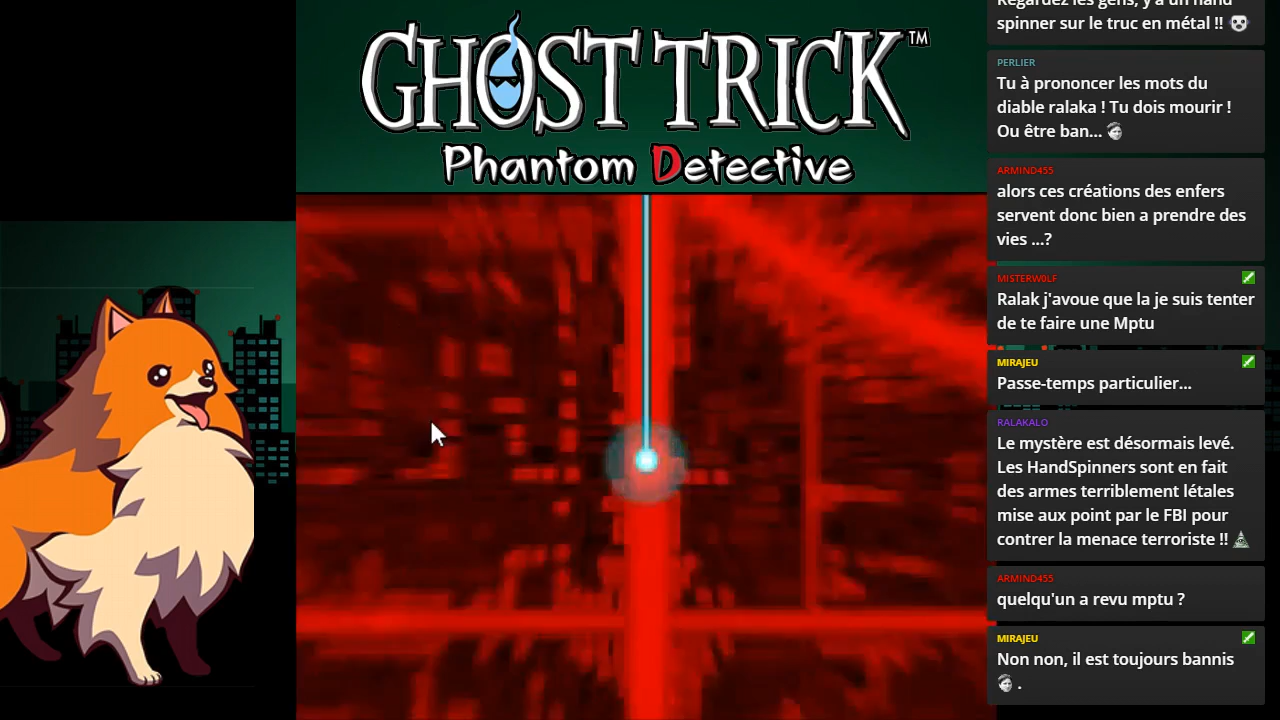 GHOST TRICK™
Phantom Detective
spinner sur le truc en métal !!
PERLIER
Tu à prononcer les mots du
diable ralaka ! Tu dois mourir !
Ou être ban...
ARMIND455
alors ces créations des enfers
servent donc bien a prendre des
vies ...?
MISTERW0LF
Ralak j'avoue que la je suis tenter
de te faire une Mptu
MIRAJEU
Passe-temps particulier...
RALAKALO
Le mystère est désormais levé.
Les HandSpinners sont en fait
des armes terriblement létales
mise aux point par le FBI pour
contrer la menace terroriste !!
ARMIND455
quelqu'un a revu mptu ?
MIRAJEU
Non non, il est toujours bannis
.